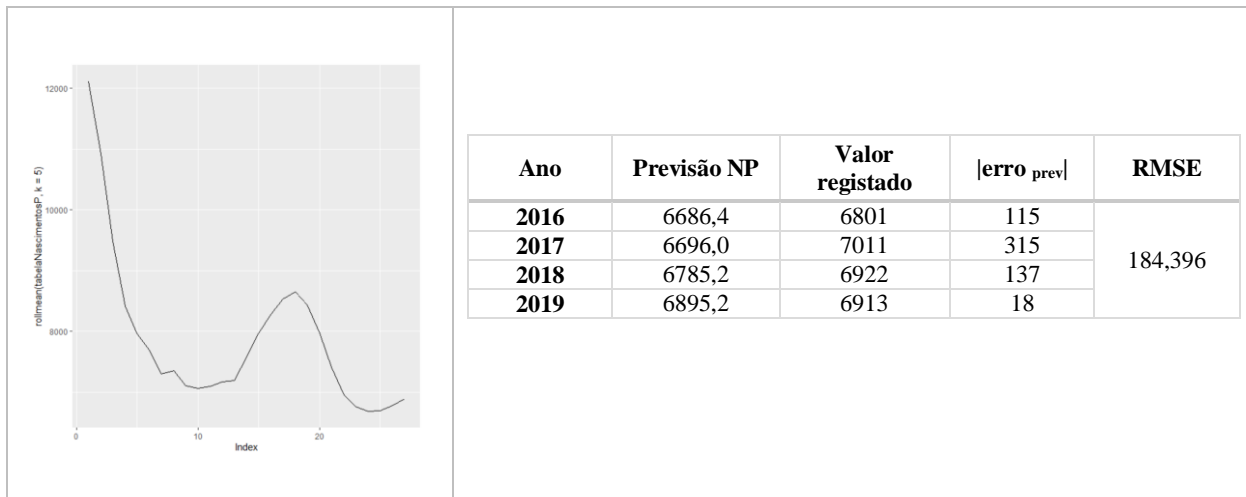 12000
10000
8000
rollmean(tabelaNascimentosP, k = 5)
0 10 20
Index
Ano Previsão NP Valor registado |erro prev| RMSE
2016 6686,4 6801 115 184,396
2017 6696,0 7011 315
2018 6785,2 6922 137
2019 6895,2 6913 18